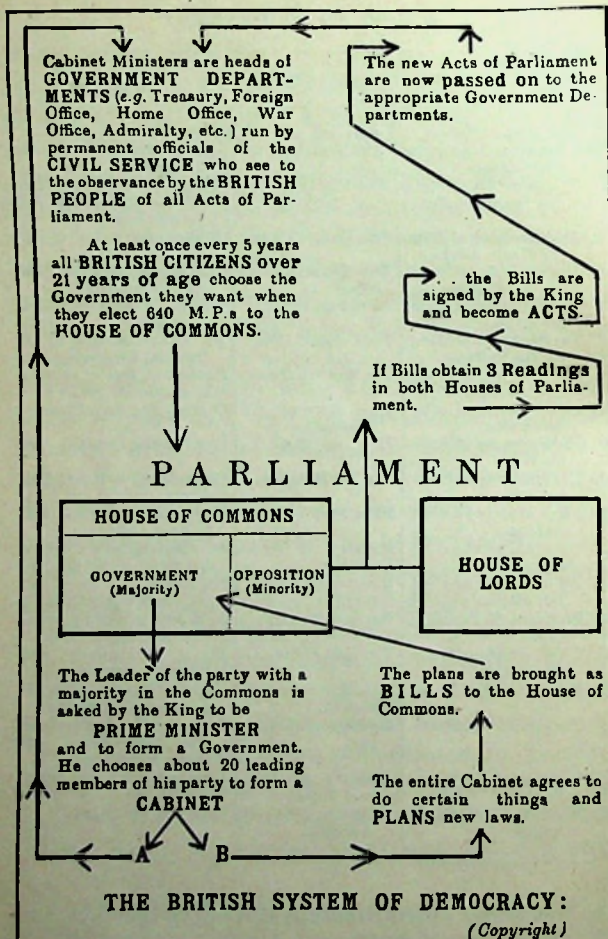 Cabinet Ministers are heads of
GOVERNMENT DEPART-
MENTS (e.g. Treasury, Foreign
Office, Home Office, War
Office, Admiralty, etc.) run by
permanent officials of the
CIVIL SERVICE who see to
the observance by the BRITISH
PEOPLE of all Acts of Par-
liament.
At least once every 5 years
all BRITISH CITIZENS over
21 years of age choose the
Government they want when
they elect 640 M.P.s to the
HOUSE OF COMMONS.
The new Acts of Parliament
are now passed on to the
appropriate Government De-
partments.
. . . the Bills are
signed by the King
and become ACTS.
If Bills obtain 3 Readings
in both Houses of Parlia-
ment.
PARLIAMENT
HOUSE OF COMMONS
GOVERNMENT
(Majority)
OPPOSITION
(Minority)
HOUSE OF
LORDS
The Leader of the party with a
majority in the Commons is
asked by the King to be
PRIME MINISTER
and to form a Government.
He chooses about 20 leading
members of his party to form a
CABINET
A B
The plans are brought as
BILLS to the House of
Commons.
The entire Cabinet agrees to
do certain things and
PLANS new laws.
THE BRITISH SYSTEM OF DEMOCRACY:
(Copyright)